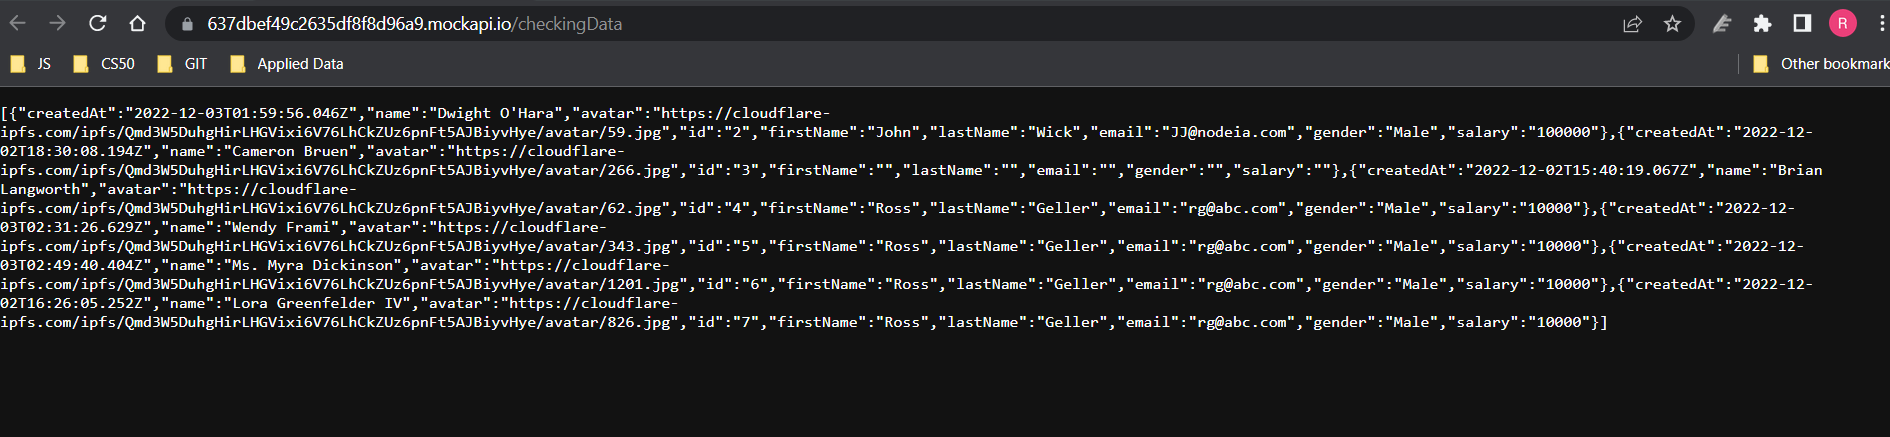 637dbef49c2635df8f8d96a9.mockapi.io/checkingData
R
JS CS50 GIT Applied Data Other bookmark
[{"createdAt":"2022-12-03T01:59:56.046Z","name":"Dwight O'Hara","avatar":"https://cloudflare-
ipfs.com/ipfs/Qmd3W5DuhgHirLHGVixi6V76LhCkZUz6pnFt5AJBiyvHye/avatar/59.jpg","id":"2","firstName":"John","lastName":"Wick","email":"JJ@nodeia.com","gender":"Male","salary":"100000"},{"createdAt":"2022-12-
02T18:30:08.194Z","name":"Cameron Bruen","avatar":"https://cloudflare-
ipfs.com/ipfs/Qmd3W5DuhgHirLHGVixi6V76LhCkZUz6pnFt5AJBiyvHye/avatar/266.jpg","id":"3","firstName":"","lastName":"","email":"","gender":"","salary":""},{"createdAt":"2022-12-02T15:40:19.067Z","name":"Brian
Langworth","avatar":"https://cloudflare-
ipfs.com/ipfs/Qmd3W5DuhgHirLHGVixi6V76LhCkZUz6pnFt5AJBiyvHye/avatar/62.jpg","id":"4","firstName":"Ross","lastName":"Geller","email":"rg@abc.com","gender":"Male","salary":"10000"},{"createdAt":"2022-12-
03T02:31:26.629Z","name":"Wendy Frami","avatar":"https://cloudflare-
ipfs.com/ipfs/Qmd3W5DuhgHirLHGVixi6V76LhCkZUz6pnFt5AJBiyvHye/avatar/343.jpg","id":"5","firstName":"Ross","lastName":"Geller","email":"rg@abc.com","gender":"Male","salary":"10000"},{"createdAt":"2022-12-
03T02:49:40.404Z","name":"Ms. Myra Dickinson","avatar":"https://cloudflare-
ipfs.com/ipfs/Qmd3W5DuhgHirLHGVixi6V76LhCkZUz6pnFt5AJBiyvHye/avatar/1201.jpg","id":"6","firstName":"Ross","lastName":"Geller","email":"rg@abc.com","gender":"Male","salary":"10000"},{"createdAt":"2022-12-
02T16:26:05.252Z","name":"Lora Greenfelder IV","avatar":"https://cloudflare-
ipfs.com/ipfs/Qmd3W5DuhgHirLHGVixi6V76LhCkZUz6pnFt5AJBiyvHye/avatar/826.jpg","id":"7","firstName":"Ross","lastName":"Geller","email":"rg@abc.com","gender":"Male","salary":"10000"}]